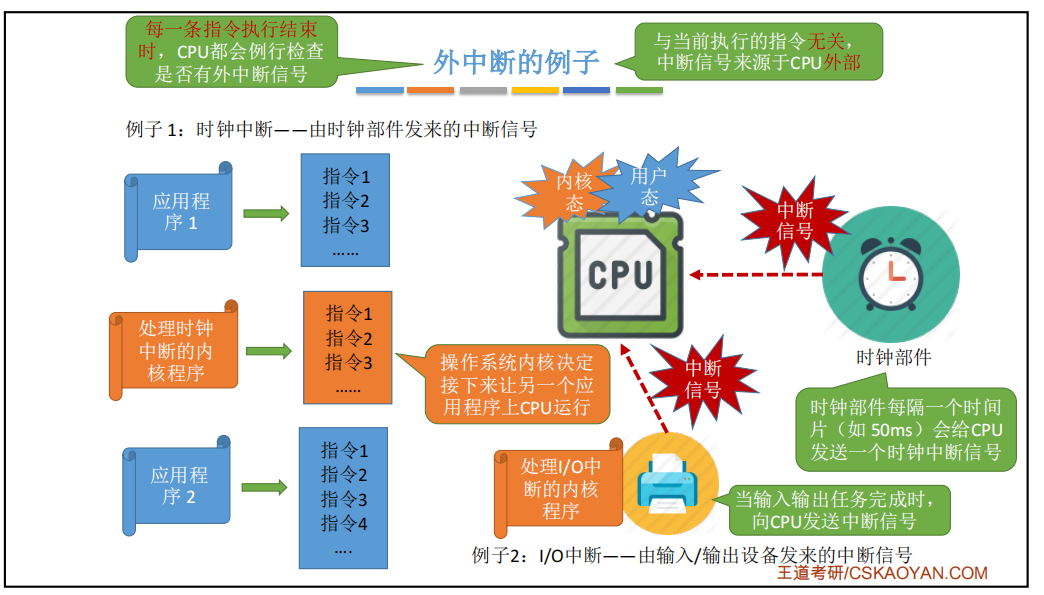 每一条指令执行结束
时，CPU都会例行检查
是否有外中断信号
外中断的例子
与当前执行的指令无关，
中断信号来源于CPU外部
例子1：时钟中断——由时钟部件发来的中断信号
应用程
序 1
指令1
指令2
指令3
……
内核
态
用户
态
CPU
中断
信号
时钟部件
处理时钟
中断的内
核程序
指令1
指令2
指令3
……
操作系统内核决定
接下来让另一个应
用程序上CPU运行
中断
信号
时钟部件每隔一个时间
片（如 50ms）会给CPU
发送一个时钟中断信号
应用程
序 2
指令1
指令2
指令3
指令4
….
处理I/O中
断的内核
程序
当输入输出任务完成时，
向CPU发送中断信号
例子2：I/O中断——由输入/输出设备发来的中断信号
王道考研/CSKAOYAN.COM